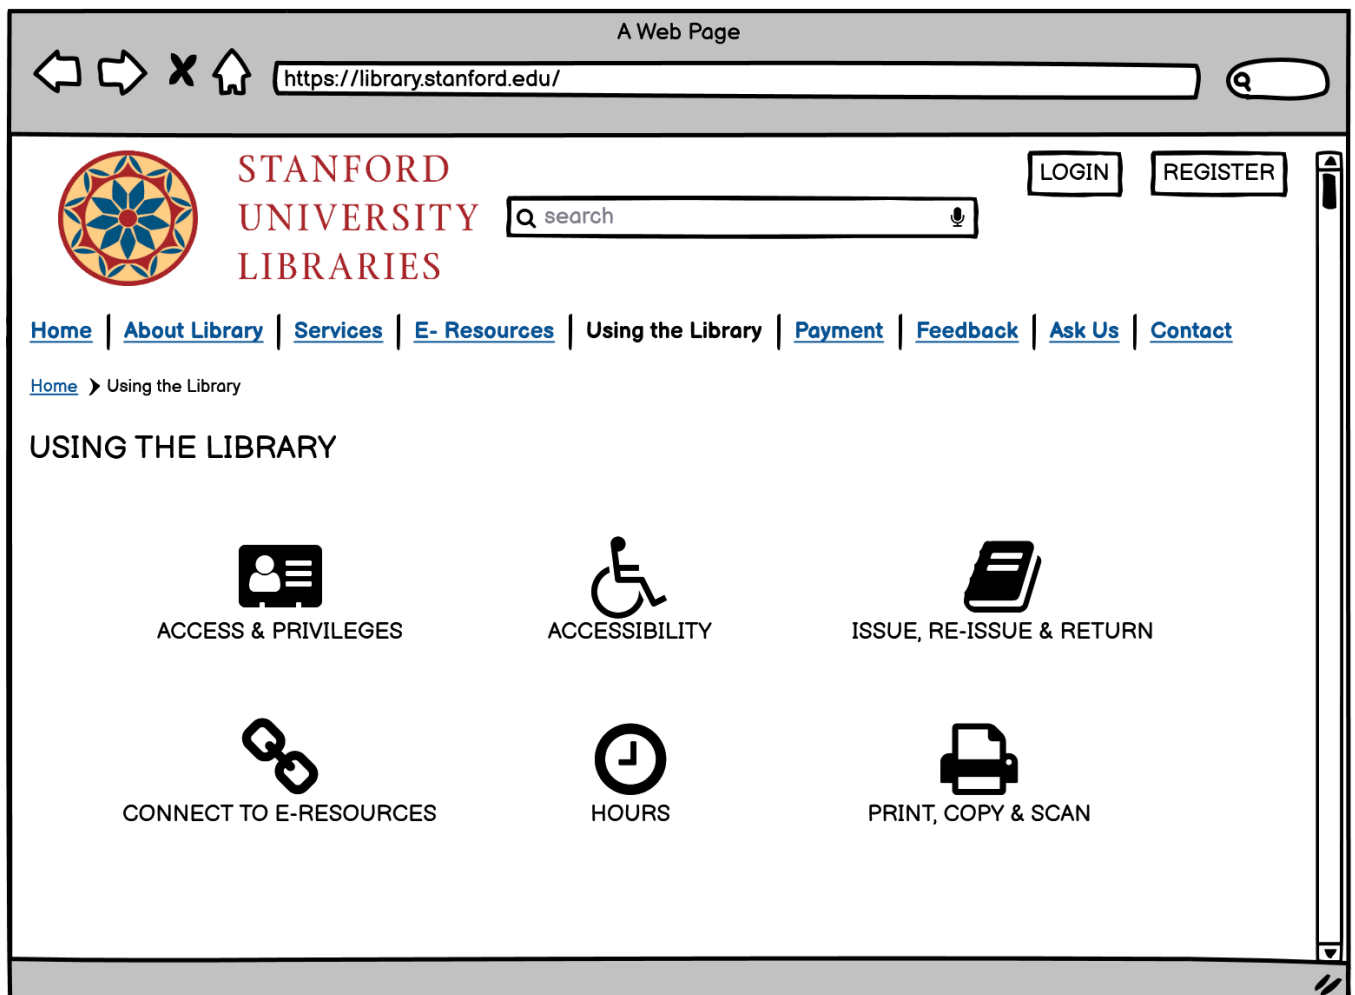 A Web Page
https://library.stanford.edu/
STANFORD
UNIVERSITY
LIBRARIES
search
LOGIN
REGISTER
Home About Library Services E- Resources Using the Library Payment Feedback Ask Us Contact
Home Using the Library
USING THE LIBRARY
ACCESS & PRIVILEGES
ACCESSIBILITY
ISSUE, RE-ISSUE & RETURN
CONNECT TO E-RESOURCES
HOURS
PRINT, COPY & SCAN